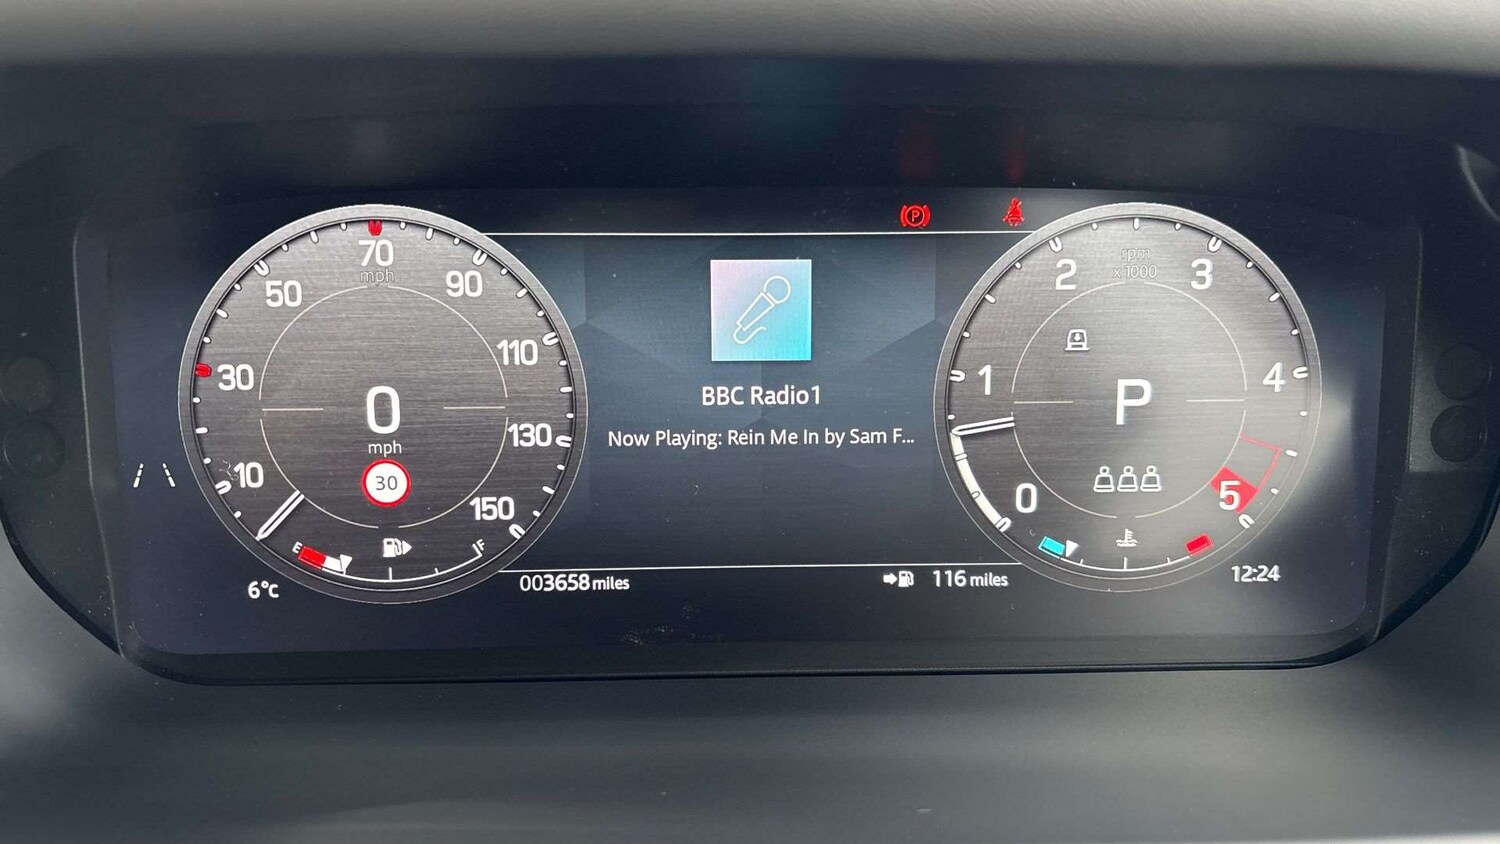 P
70
mph
50
90
30
110
0
mph
130
10
30
150
E
F
6°C
BBC Radio1
Now Playing: Rein Me In by Sam F...
003658 miles
116 miles
rpm
x1000
2
3
1
4
P
0
5
12:24